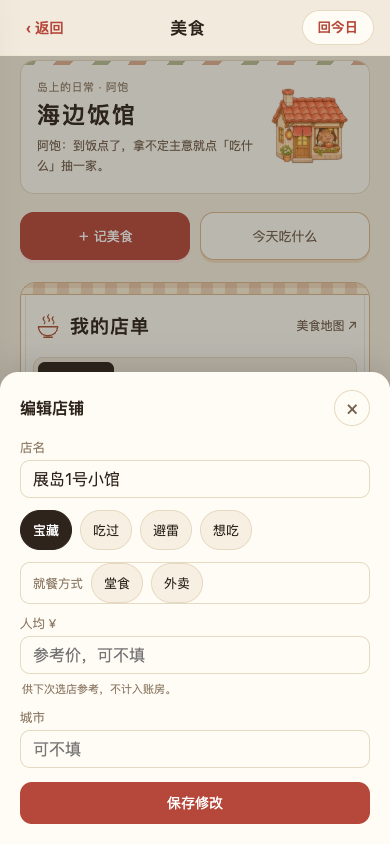 ‹ 返回
美食
回今日
岛上的日常 · 阿饱
海边饭馆
阿饱：到饭点了，拿不定主意就点「吃什
么」抽一家。
＋ 记美食
今天吃什么
我的店单
美食地图 ↗
编辑店铺
×
店名
展岛1号小馆
宝藏
吃过
避雷
想吃
就餐方式
堂食
外卖
人均 ¥
参考价，可不填
供下次选店参考，不计入账房。
城市
可不填
保存修改